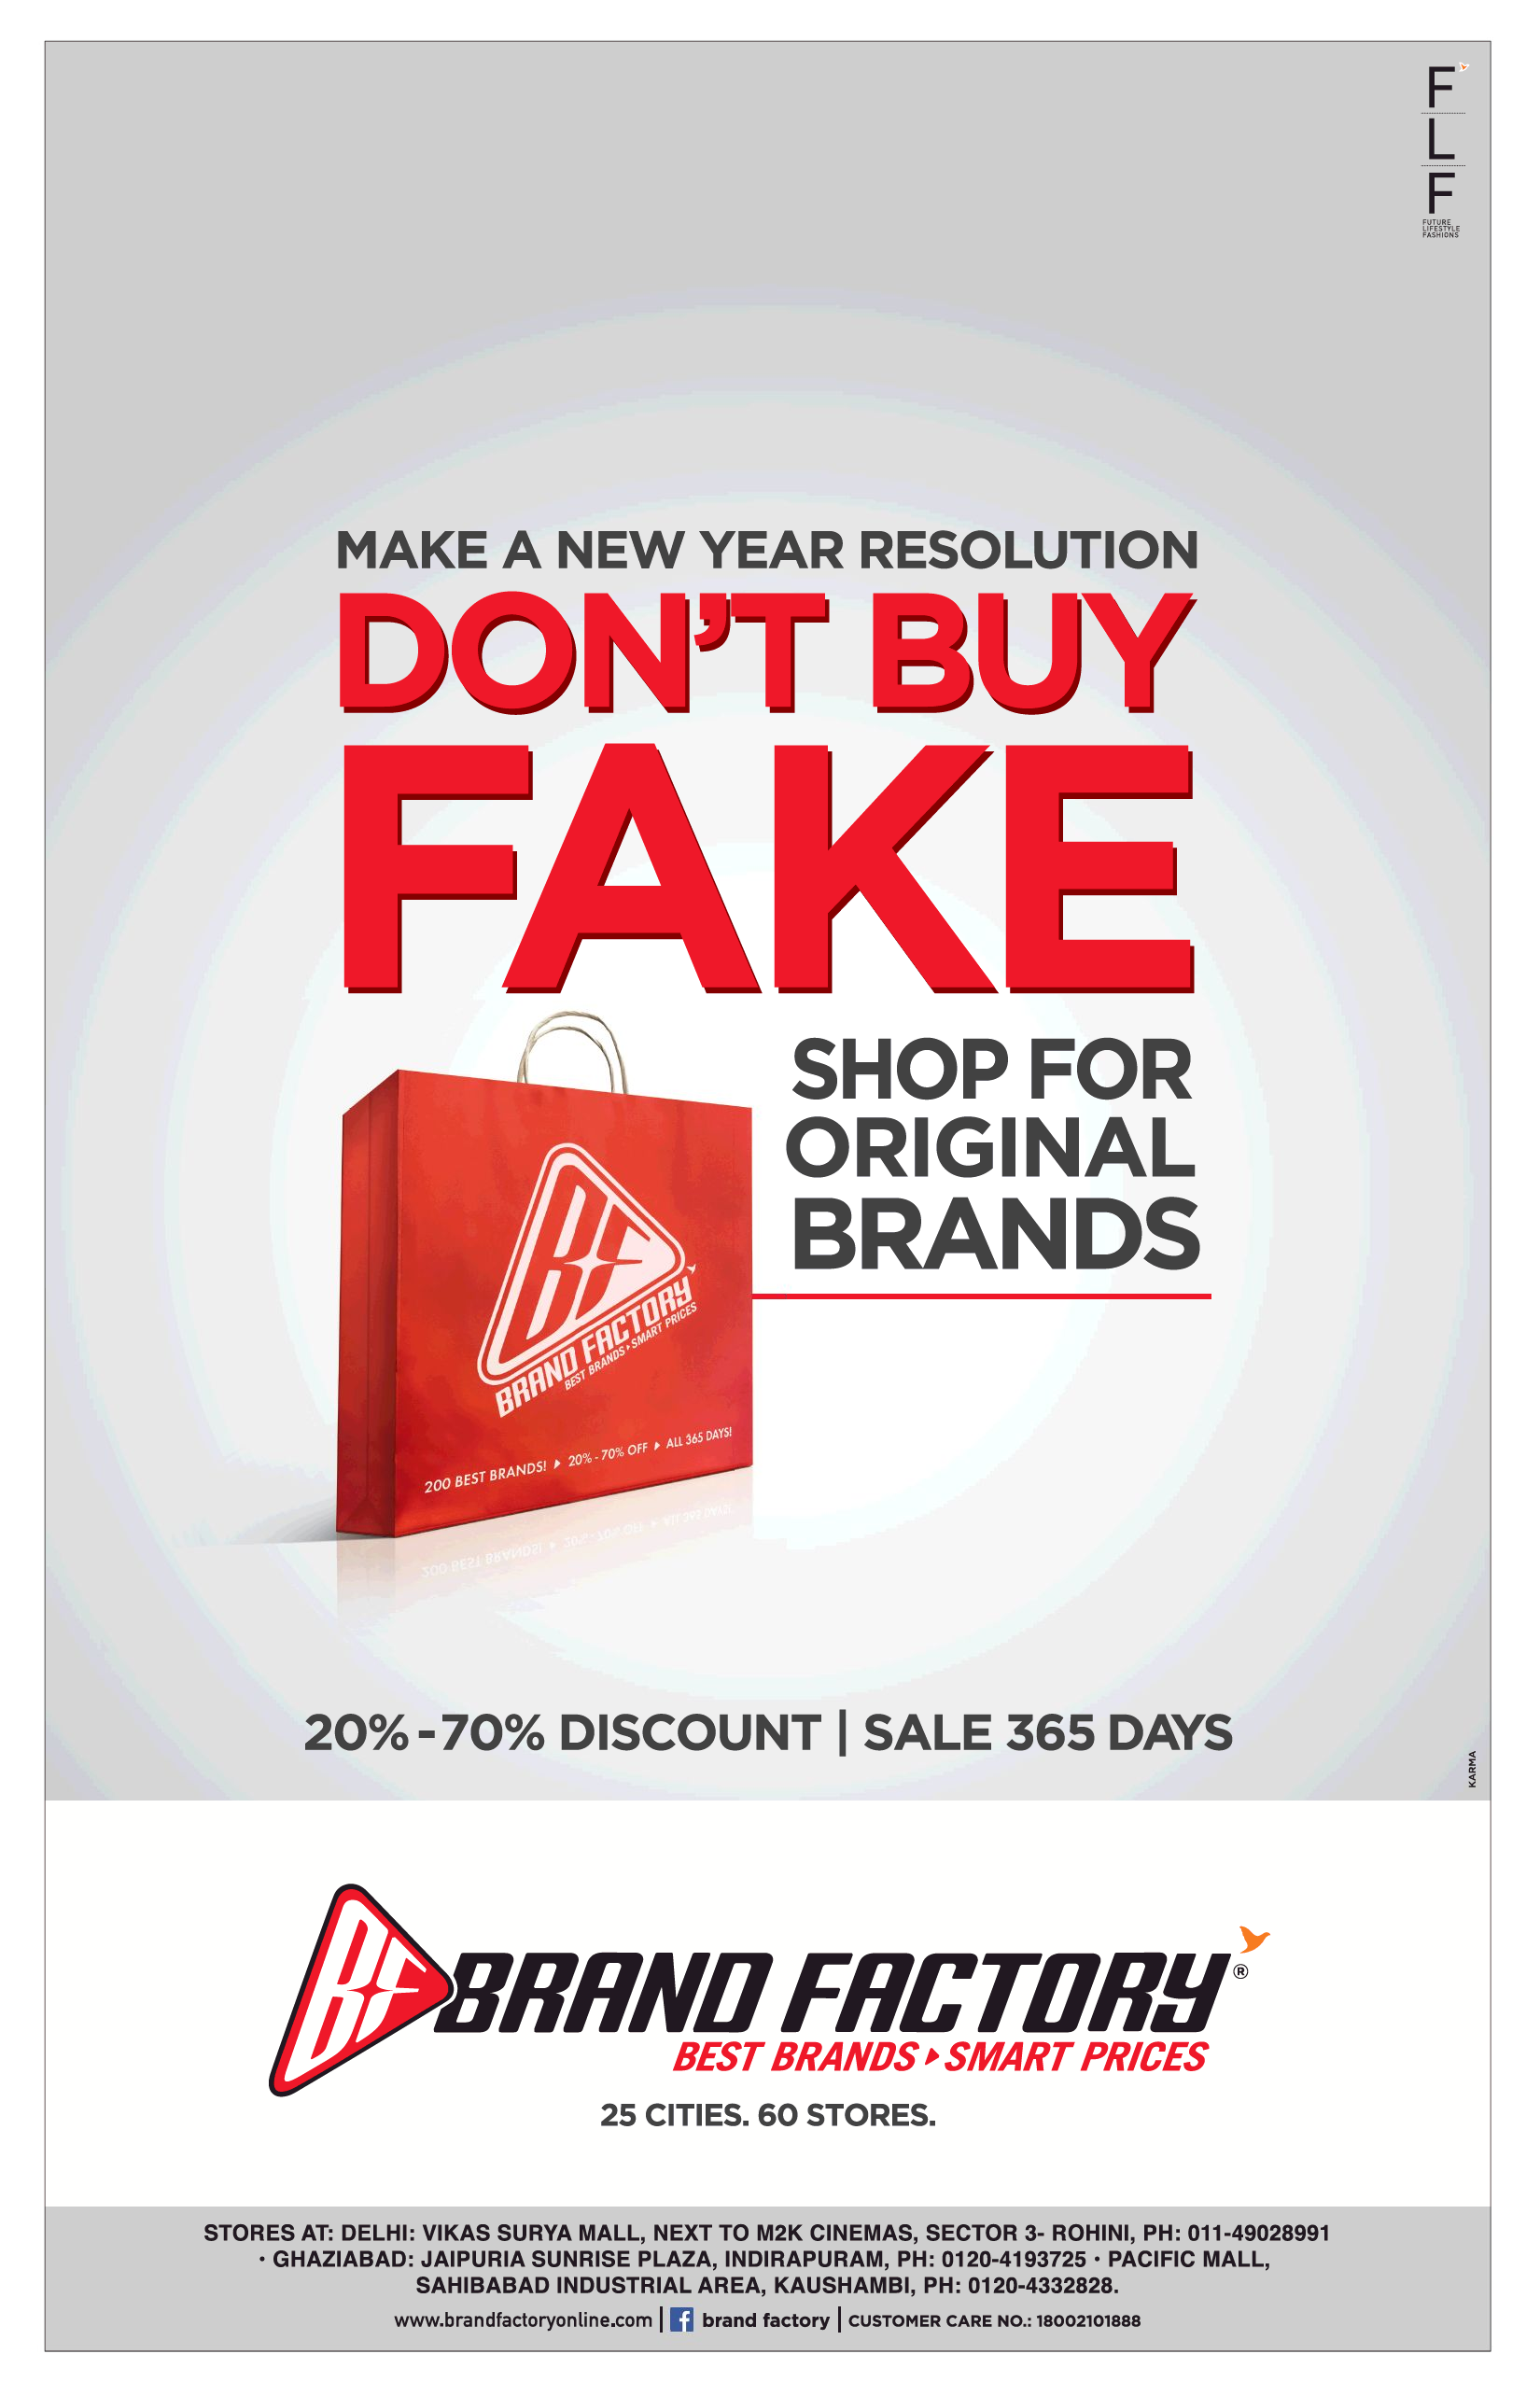 F
L
F
FUTURE
LIFESTYLE
FASHIONS
MAKE A NEW YEAR RESOLUTION
DON'T BUY
FAKE
SHOP FOR
ORIGINAL
BRANDS
BF
BRAND FACTORY
BEST BRANDS SMART PRICES
200 BEST BRANDS! 20% - 70% OFF ALL 365 DAYS!
20% - 70% DISCOUNT | SALE 365 DAYS
KARMA
BF
BRAND FACTORY®
BEST BRANDS SMART PRICES
25 CITIES. 60 STORES.
STORES AT: DELHI: VIKAS SURYA MALL, NEXT TO M2K CINEMAS, SECTOR 3- ROHINI, PH: 011-49028991
• GHAZIABAD: JAIPURIA SUNRISE PLAZA, INDIRAPURAM, PH: 0120-4193725 • PACIFIC MALL,
SAHIBABAD INDUSTRIAL AREA, KAUSHAMBI, PH: 0120-4332828.
www.brandfactoryonline.com | f brand factory | CUSTOMER CARE NO.: 18002101888